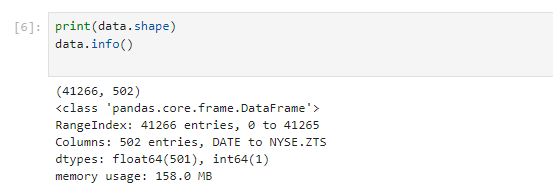 [6]:
print(data.shape)
data.info()
(41266, 502)
<class 'pandas.core.frame.DataFrame'>
RangeIndex: 41266 entries, 0 to 41265
Columns: 502 entries, DATE to NYSE.ZTS
dtypes: float64(501), int64(1)
memory usage: 158.0 MB